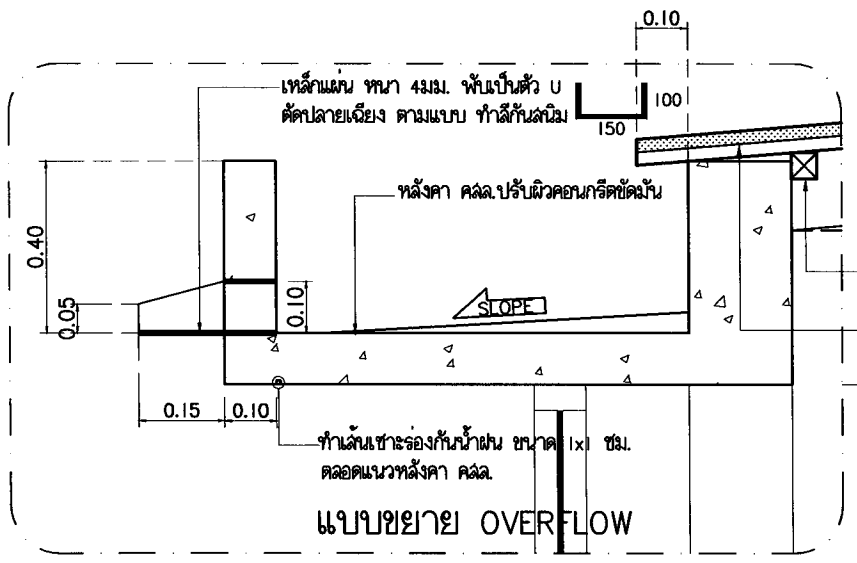 0.10
เหล็กแผ่น หนา 4มม. พับเป็นตัว U
ตัดปลายเฉียง ตามแบบ ทำสีกันสนิม
100
150
หลังคา คสล.ปรับผิวคอนกรีตขัดมัน
0.40
0.05
0.10
SLOPE
0.15
0.10
ทำเส้นเซาะร่องกันน้ำฝน ขนาด 1x1 ซม.
ตลอดแนวหลังคา คสล.
แบบขยาย OVERFLOW